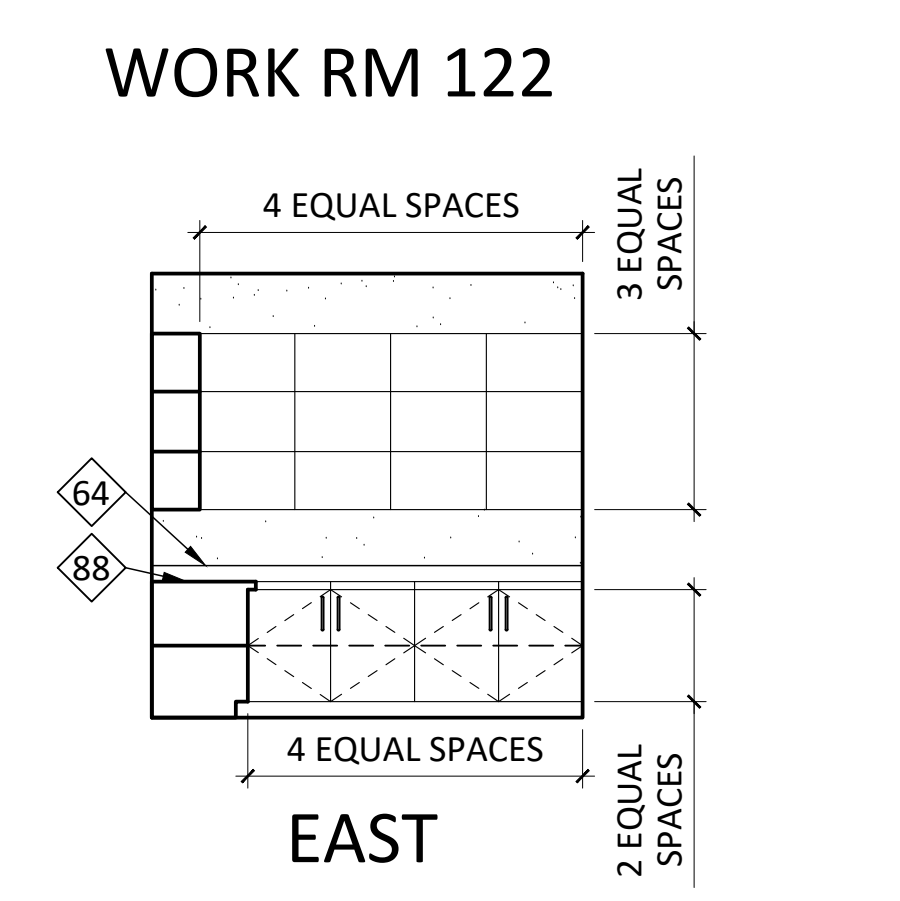 WORK RM 122
4 EQUAL SPACES
3 EQUAL
SPACES
64
88
4 EQUAL SPACES
2 EQUAL
SPACES
EAST